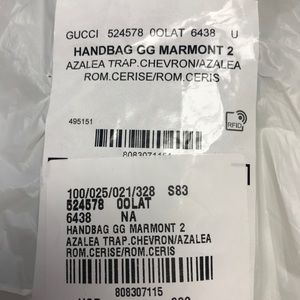 GUCCI 524578 0OLAT 6438 U
HANDBAG GG MARMONT 2
AZALEA TRAP.CHEVRON/AZALEA
ROM.CERISE/ROM.CERIS
495151
RFID
8083071154
100/025/021/328 S83
524578 0OLAT
6438 NA
HANDBAG GG MARMONT 2
AZALEA TRAP.CHEVRON/AZALEA
ROM.CERISE/ROM.CERIS
808307115